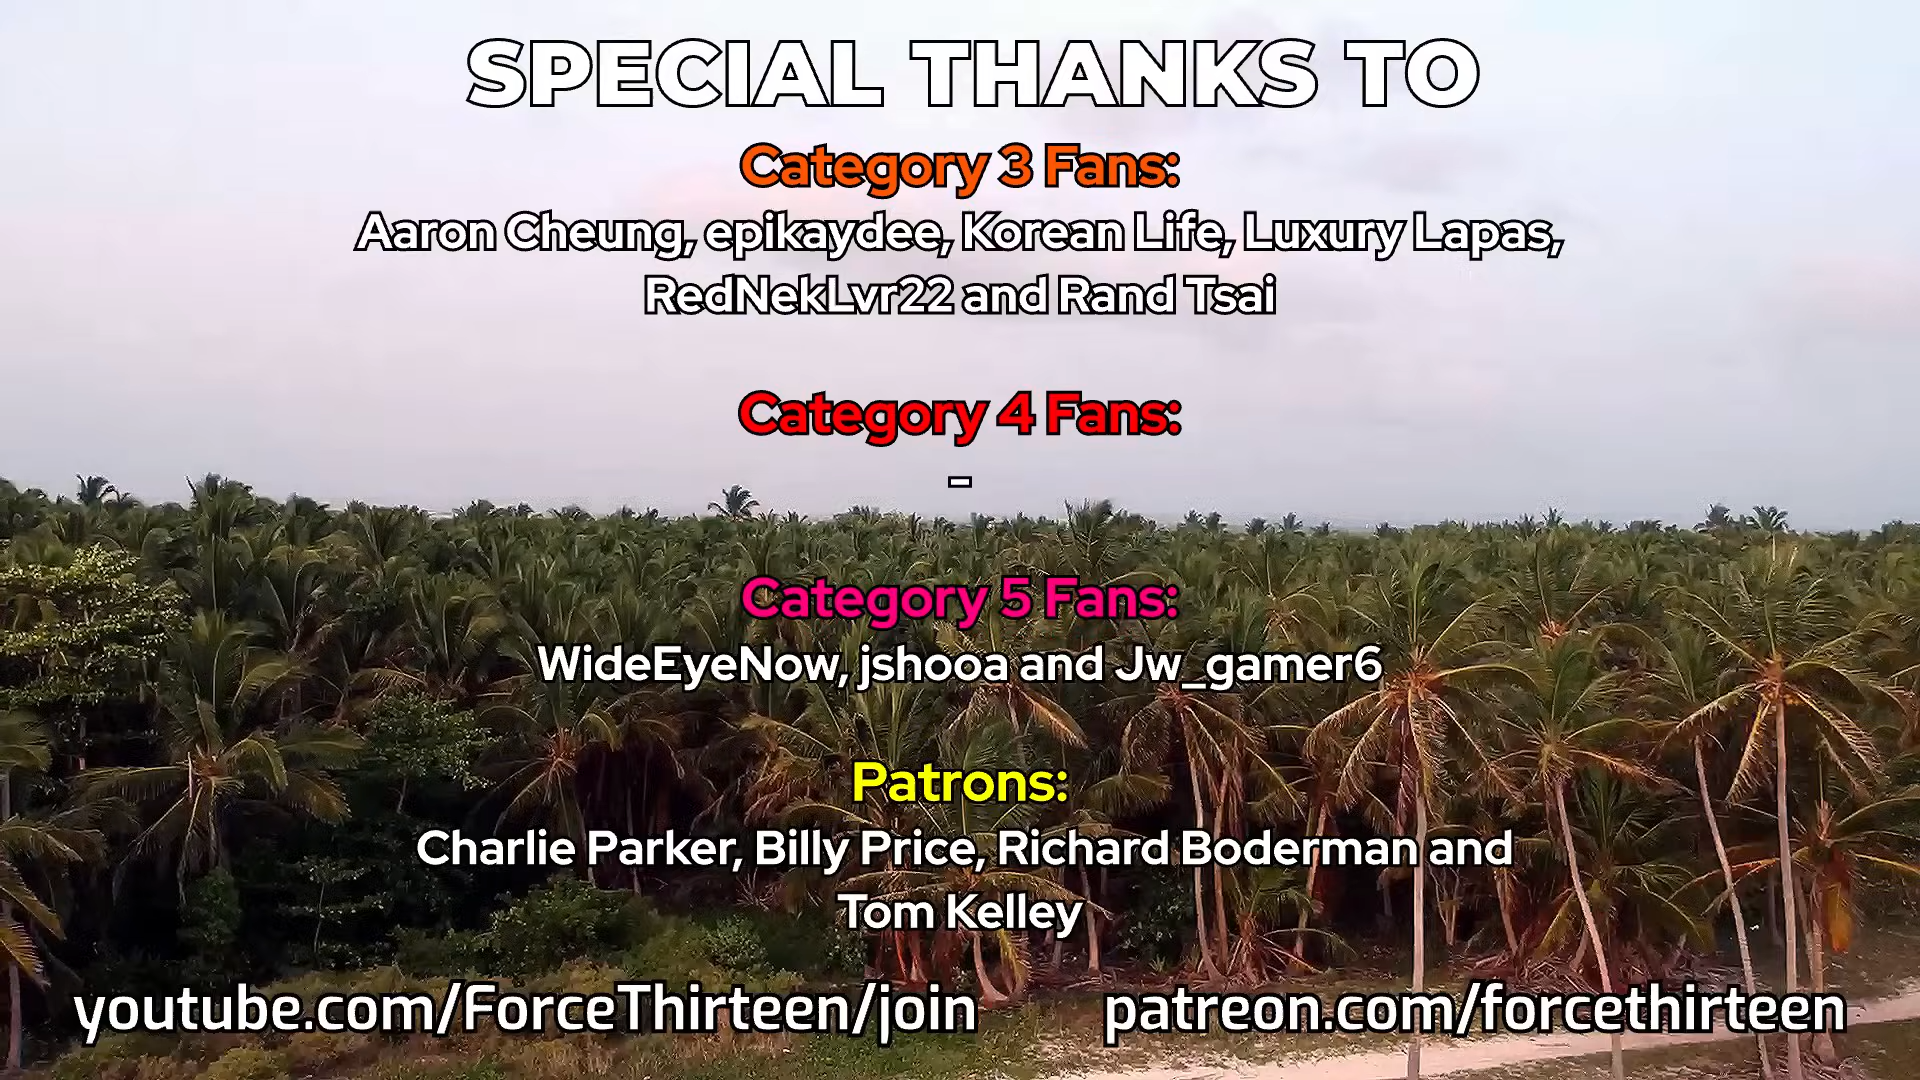 SPECIAL THANKS TO
Category 3 Fans:
Aaron Cheung, epikaydee, Korean Life, Luxury Lapas,
RedNekLvr22 and Rand Tsai
Category 4 Fans:
-
Category 5 Fans:
WideEyeNow, jshooa and Jw_gamer6
Patrons:
Charlie Parker, Billy Price, Richard Boderman and
Tom Kelley
youtube.com/ForceThirteen/join
patreon.com/forcethirteen